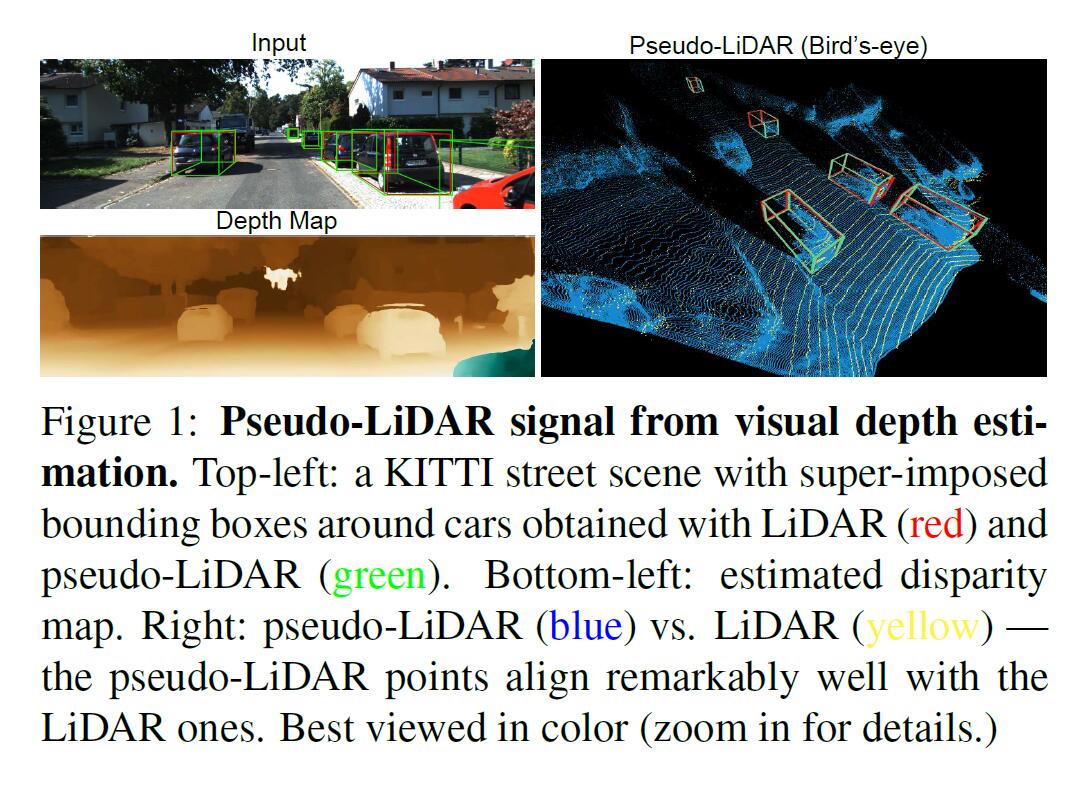 Input
Pseudo-LiDAR (Bird's-eye)
Depth Map
Figure 1: Pseudo-LiDAR signal from visual depth esti-
mation. Top-left: a KITTI street scene with super-imposed
bounding boxes around cars obtained with LiDAR (red) and
pseudo-LiDAR (green). Bottom-left: estimated disparity
map. Right: pseudo-LiDAR (blue) vs. LiDAR (yellow) —
the pseudo-LiDAR points align remarkably well with the
LiDAR ones. Best viewed in color (zoom in for details.)